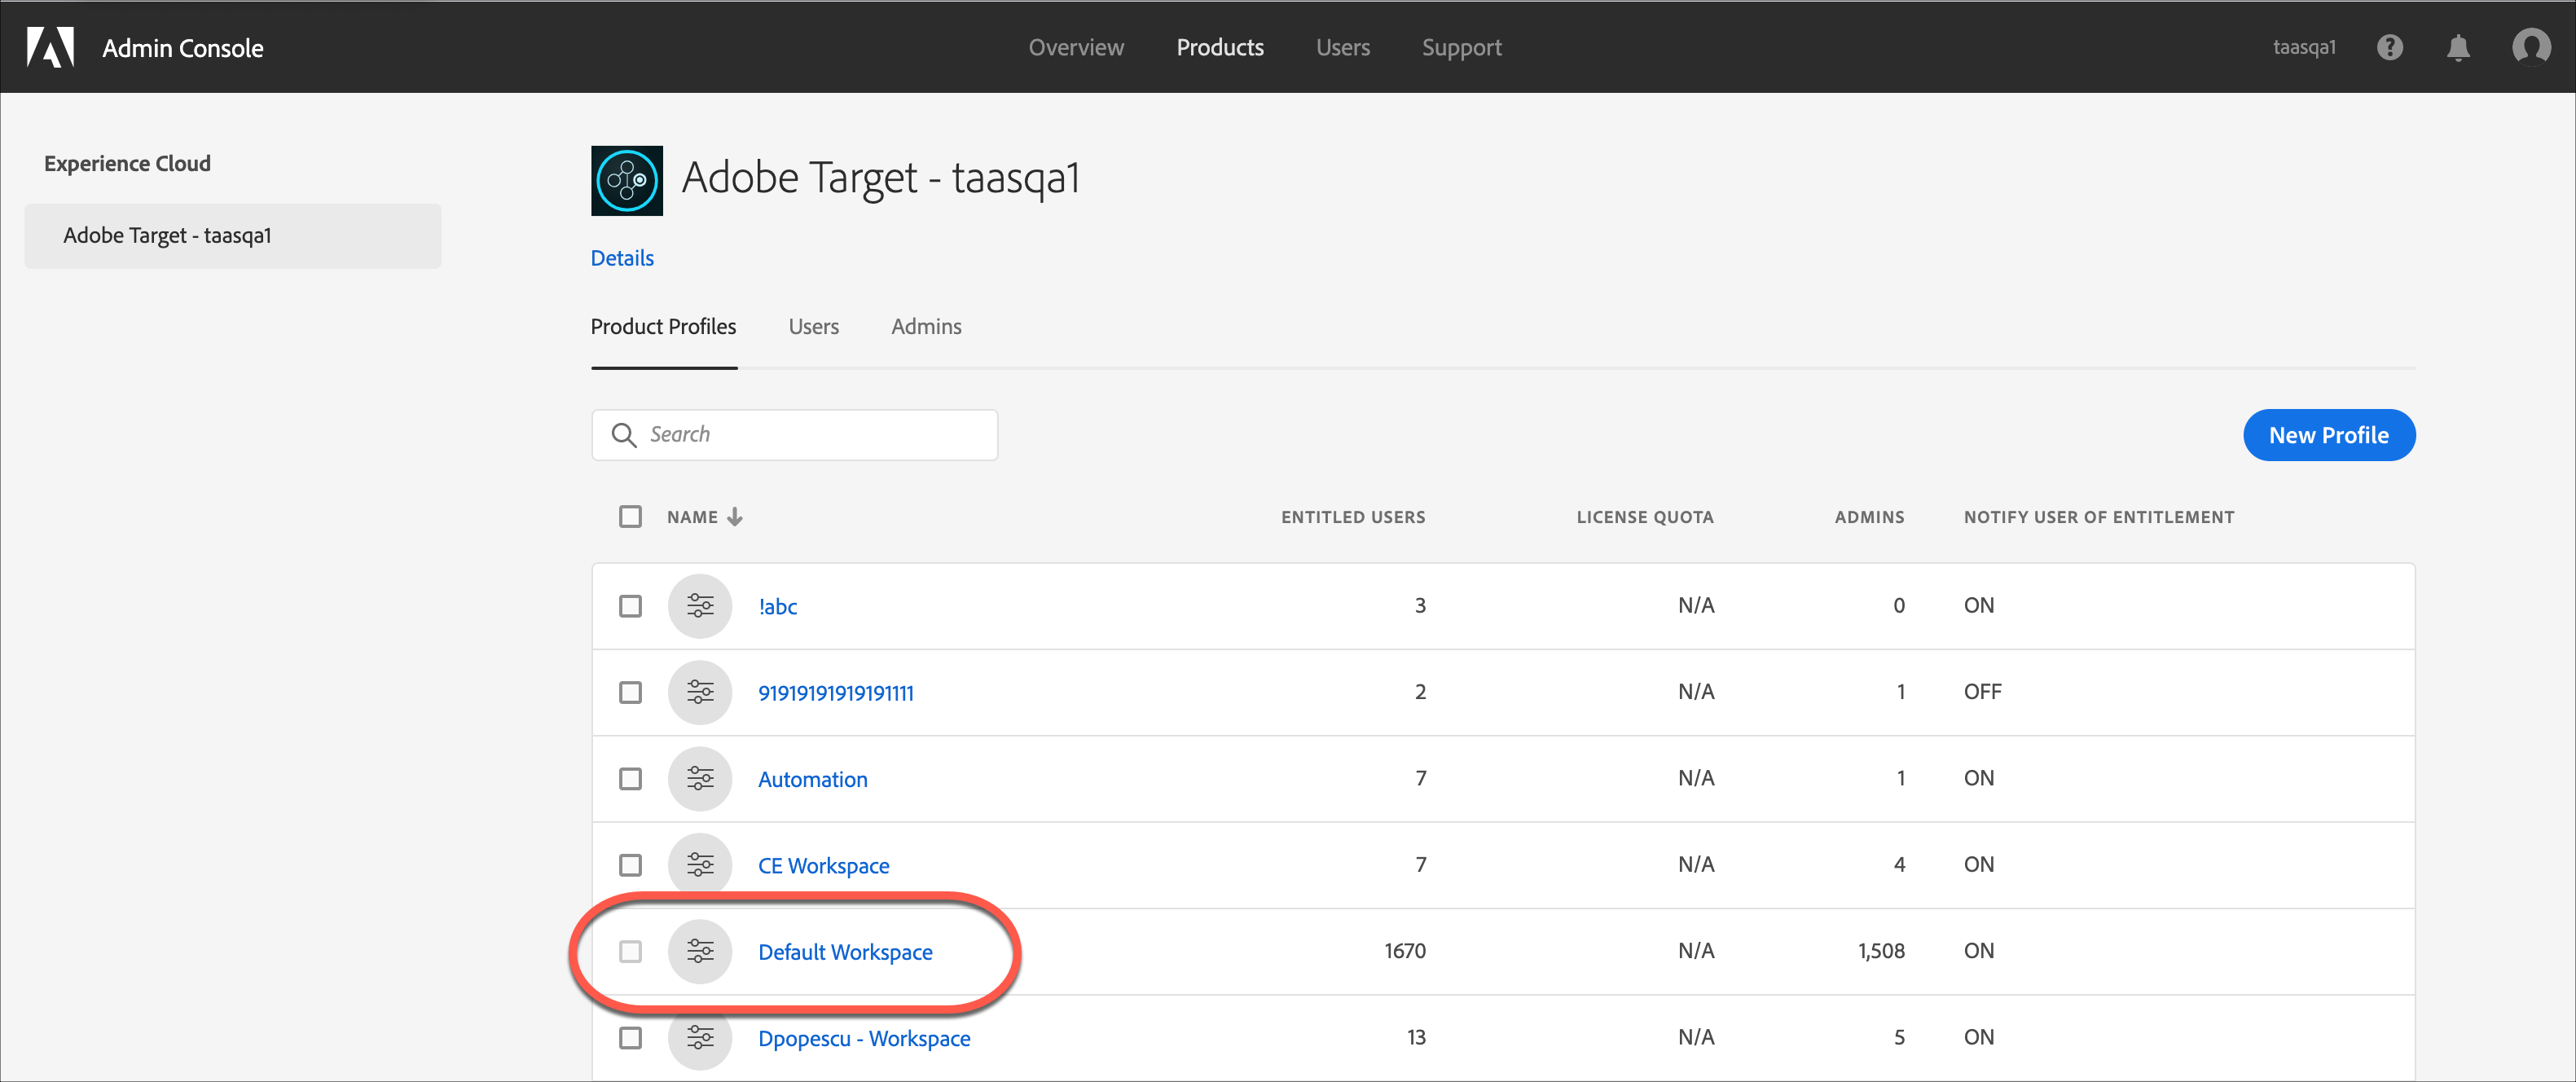 Admin Console Overview Products Users Support taasqa1
Experience Cloud
Adobe Target - taasqa1
Adobe Target - taasqa1
Details
Product Profiles Users Admins
Search New Profile
NAME ENTITLED USERS LICENSE QUOTA ADMINS NOTIFY USER OF ENTITLEMENT
!abc 3 N/A 0 ON
91919191919191111 2 N/A 1 OFF
Automation 7 N/A 1 ON
CE Workspace 7 N/A 4 ON
Default Workspace 1670 N/A 1,508 ON
Dpopescu - Workspace 13 N/A 5 ON